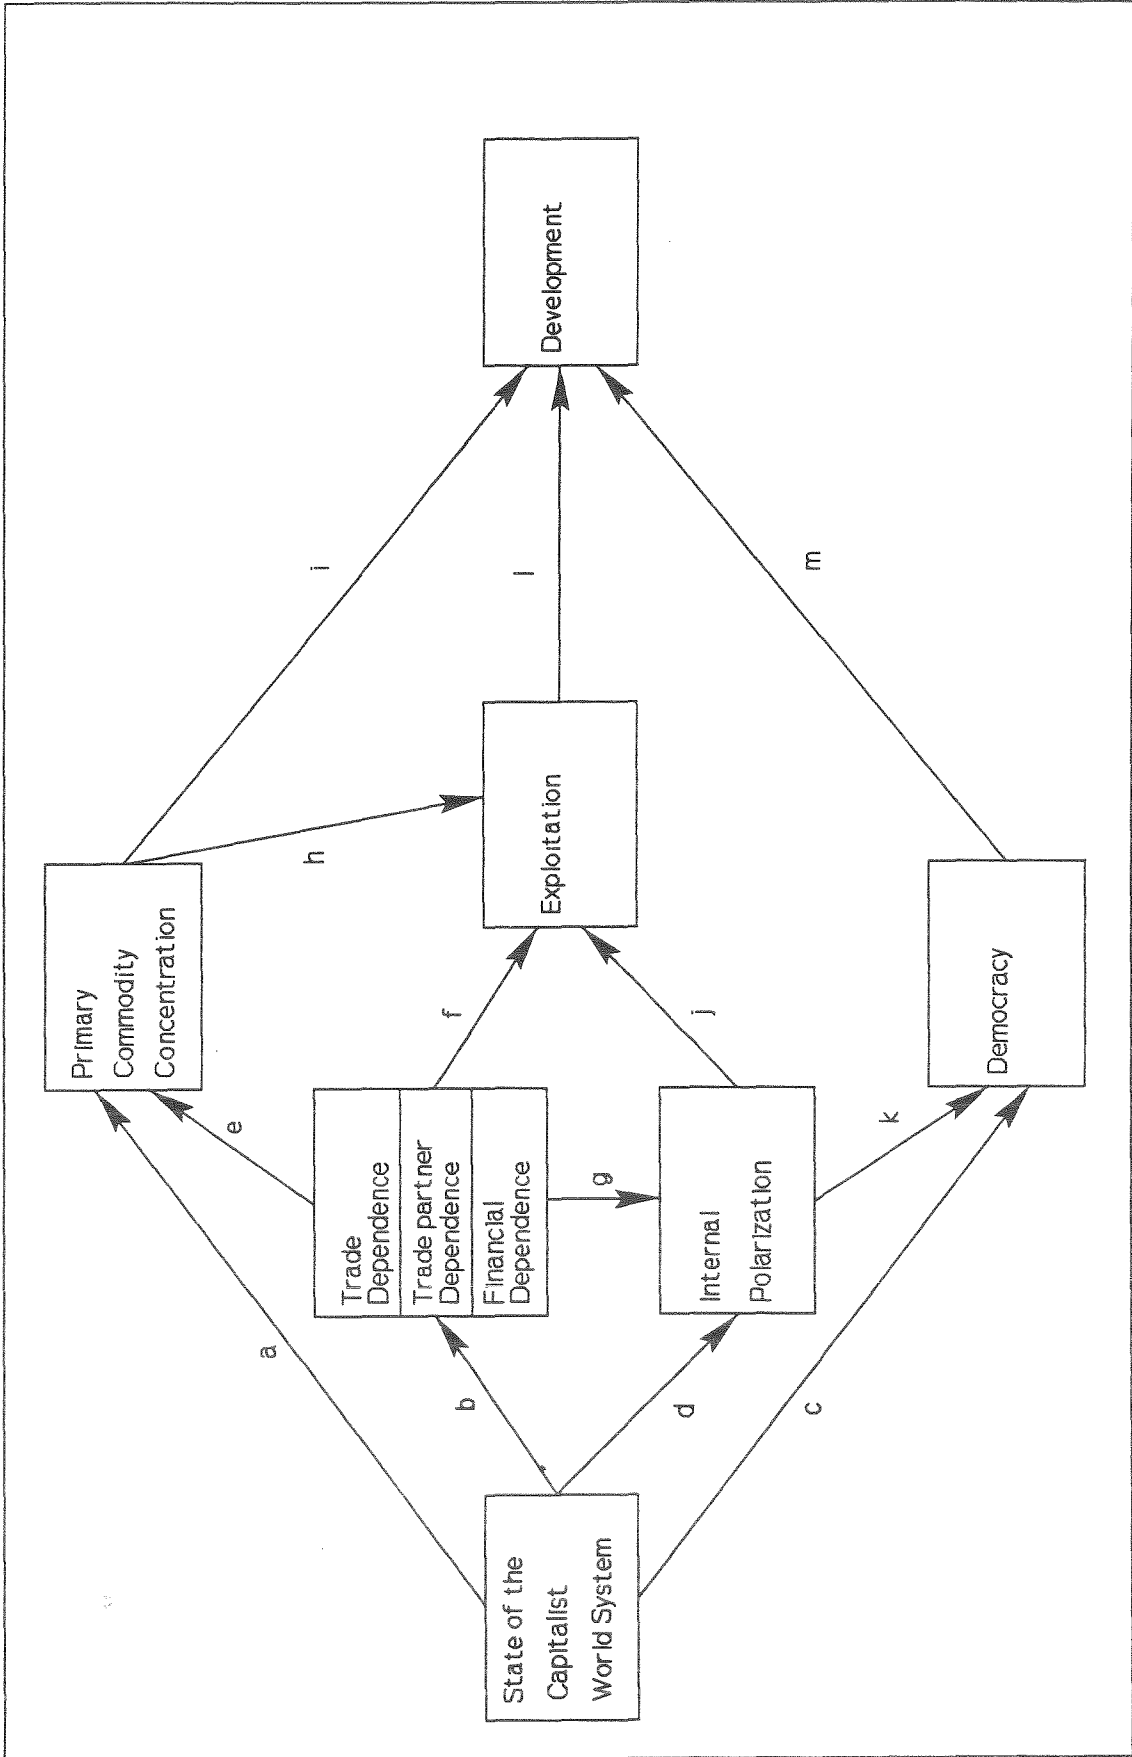 State of the
Capitalist
World System
a
b
d
c
Trade
Dependence
Trade partner
Dependence
Financial
Dependence
Internal
Polarization
e
g
f
j
k
Primary
Commodity
Concentration
h
Exploitation
Democracy
i
l
m
Development